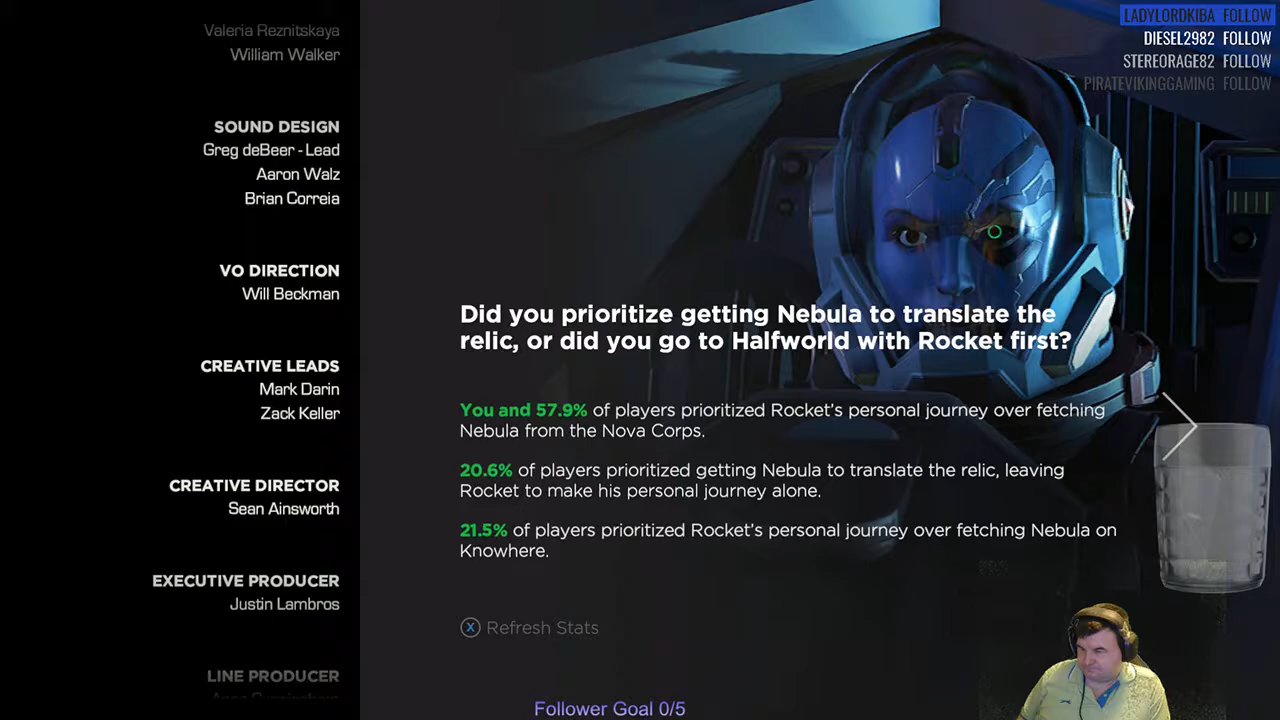 Valeria Reznitskaya
William Walker
SOUND DESIGN
Greg deBeer - Lead
Aaron Walz
Brian Correia
VO DIRECTION
Will Beckman
CREATIVE LEADS
Mark Darin
Zack Keller
CREATIVE DIRECTOR
Sean Ainsworth
EXECUTIVE PRODUCER
Justin Lambros
LINE PRODUCER
LADYLORDKIBA FOLLOW
DIESEL2982 FOLLOW
STEREORAGE82 FOLLOW
PIRATEVIKINGGAMING FOLLOW
Did you prioritize getting Nebula to translate the
relic, or did you go to Halfworld with Rocket first?
You and 57.9% of players prioritized Rocket's personal journey over fetching
Nebula from the Nova Corps.
20.6% of players prioritized getting Nebula to translate the relic, leaving
Rocket to make his personal journey alone.
21.5% of players prioritized Rocket's personal journey over fetching Nebula on
Knowhere.
X Refresh Stats
Follower Goal 0/5